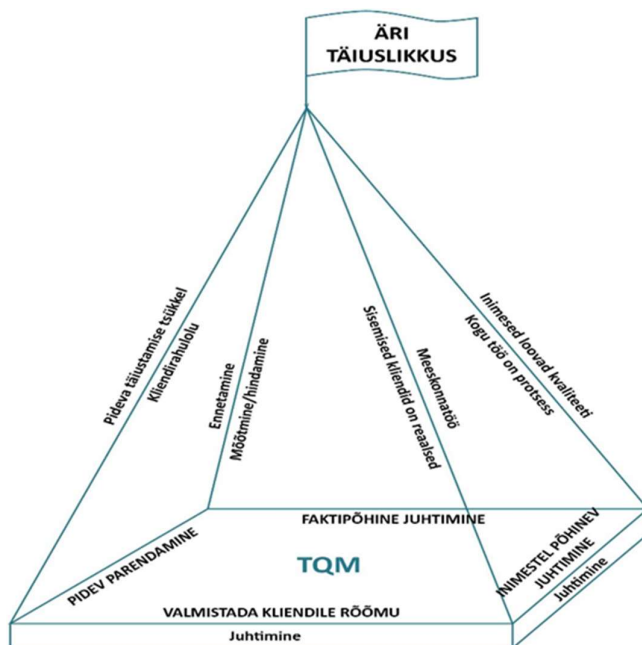 ÄRI
TÄIUSLIKKUS
Pideva täiustamise tsükkel
Kliendirahulolu
Ennetamine
Mõõtmine/hindamine
Meeskonnatöö
Sisemised kliendid on reaalsed
Inimesed loovad kvaliteeti
Kogu töö on protsess
FAKTIPÕHINE JUHTIMINE
PIDEV PARENDAMINE
TQM
INIMESTEL PÕHINEV
JUHTIMINE
Juhtimine
VALMISTADA KLIENDILE RÕÕMU
Juhtimine